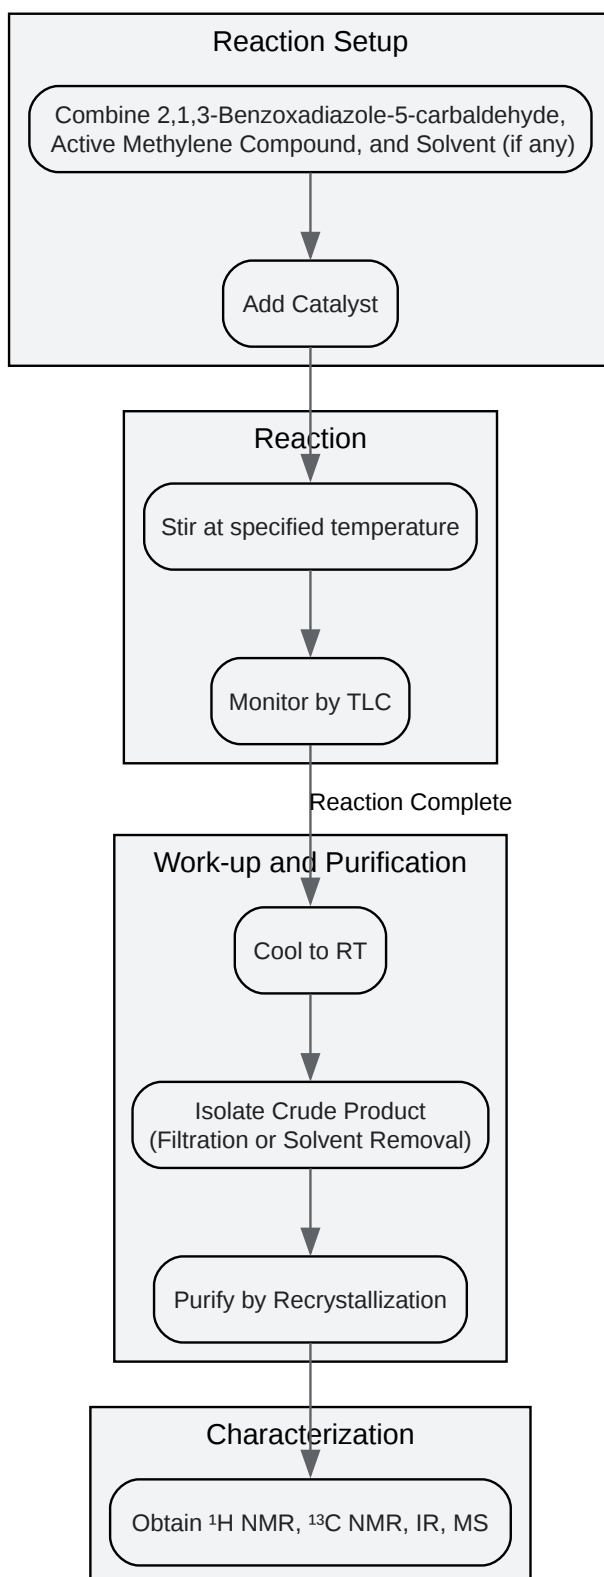 Reaction Setup
Combine 2,1,3-Benzoxadiazole-5-carbaldehyde,
Active Methylene Compound, and Solvent (if any)
Add Catalyst
Reaction
Stir at specified temperature
Monitor by TLC
Reaction Complete
Work-up and Purification
Cool to RT
Isolate Crude Product
(Filtration or Solvent Removal)
Purify by Recrystallization
Characterization
Obtain ¹H NMR, ¹³C NMR, IR, MS